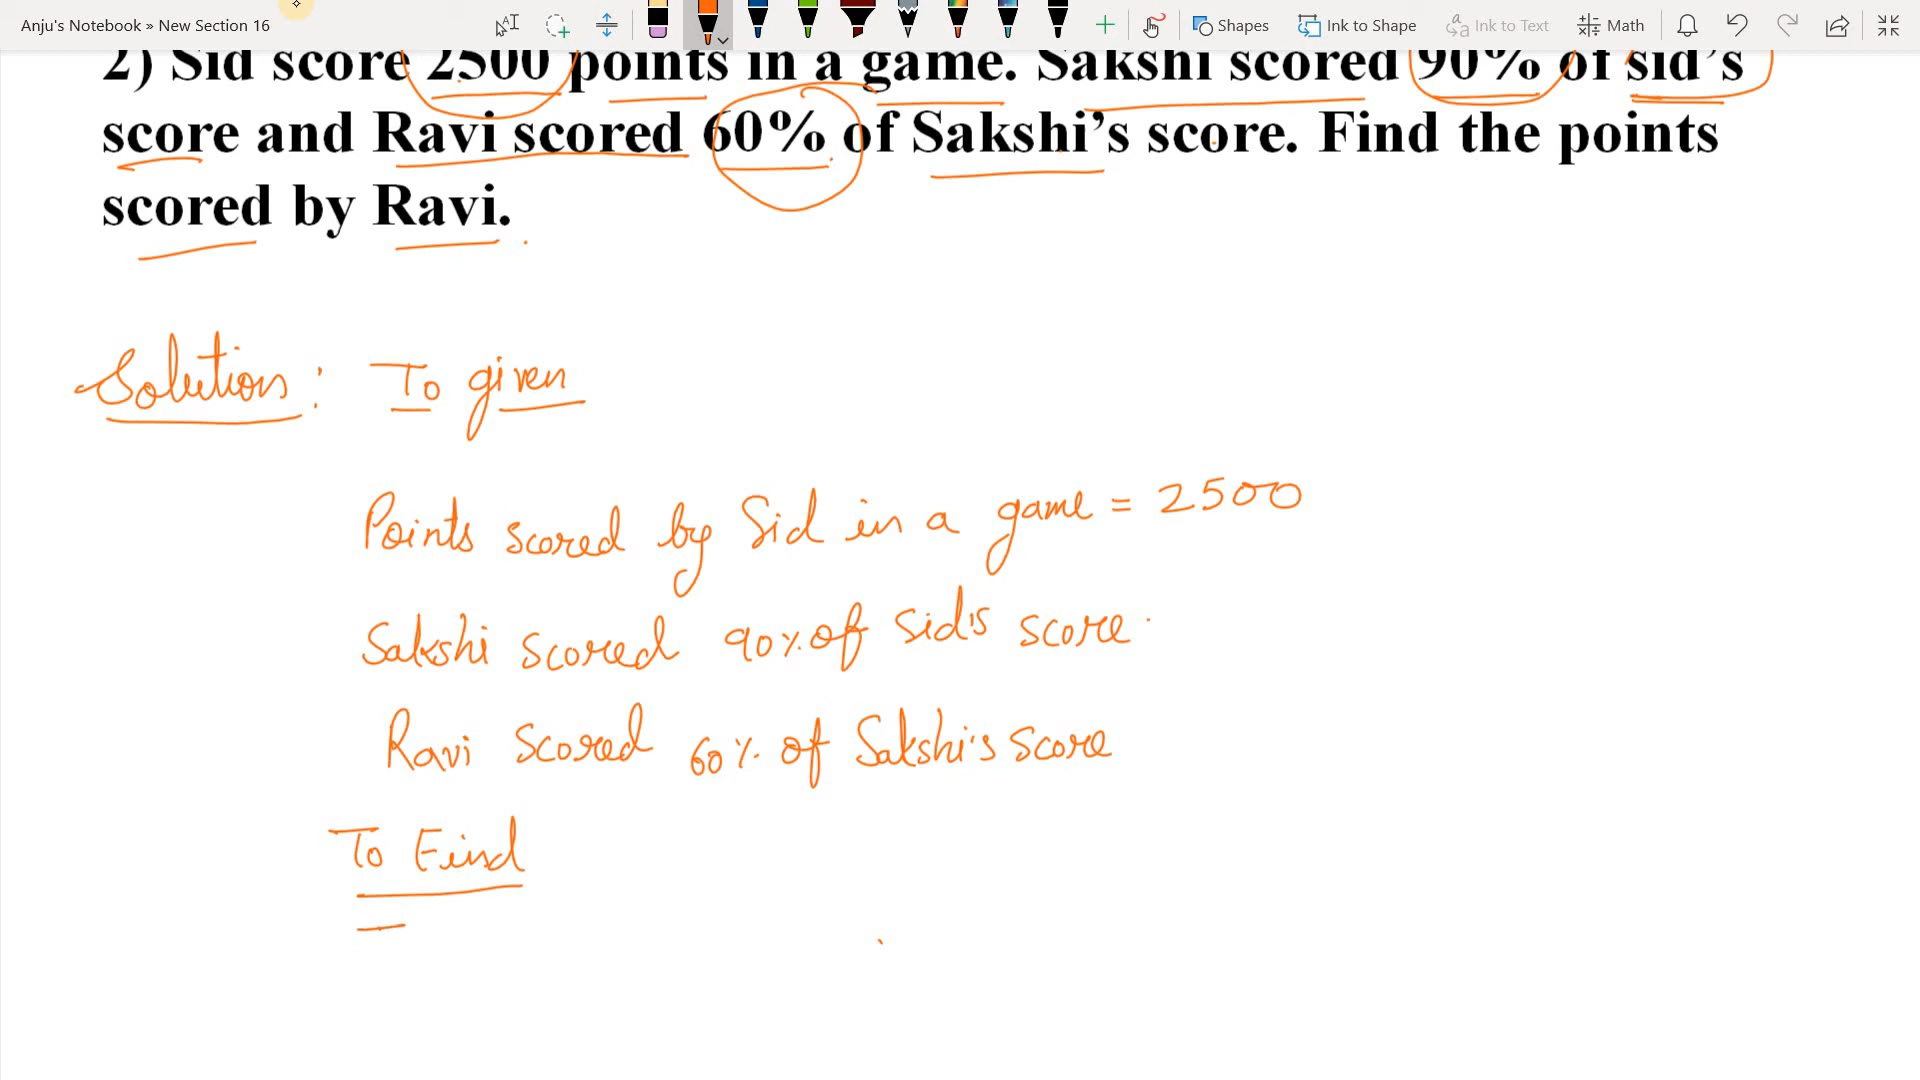 Anju's Notebook » New Section 16
Shapes Ink to Shape Ink to Text Math
2) Sid score 2500 points in a game. Sakshi scored 90% of sid's
score and Ravi scored 60% of Sakshi's score. Find the points
scored by Ravi.
Solution: To given
Points scored by Sid in a game = 2500
Sakshi scored 90% of Sid's score.
Ravi scored 60% of Sakshi's score
To Find